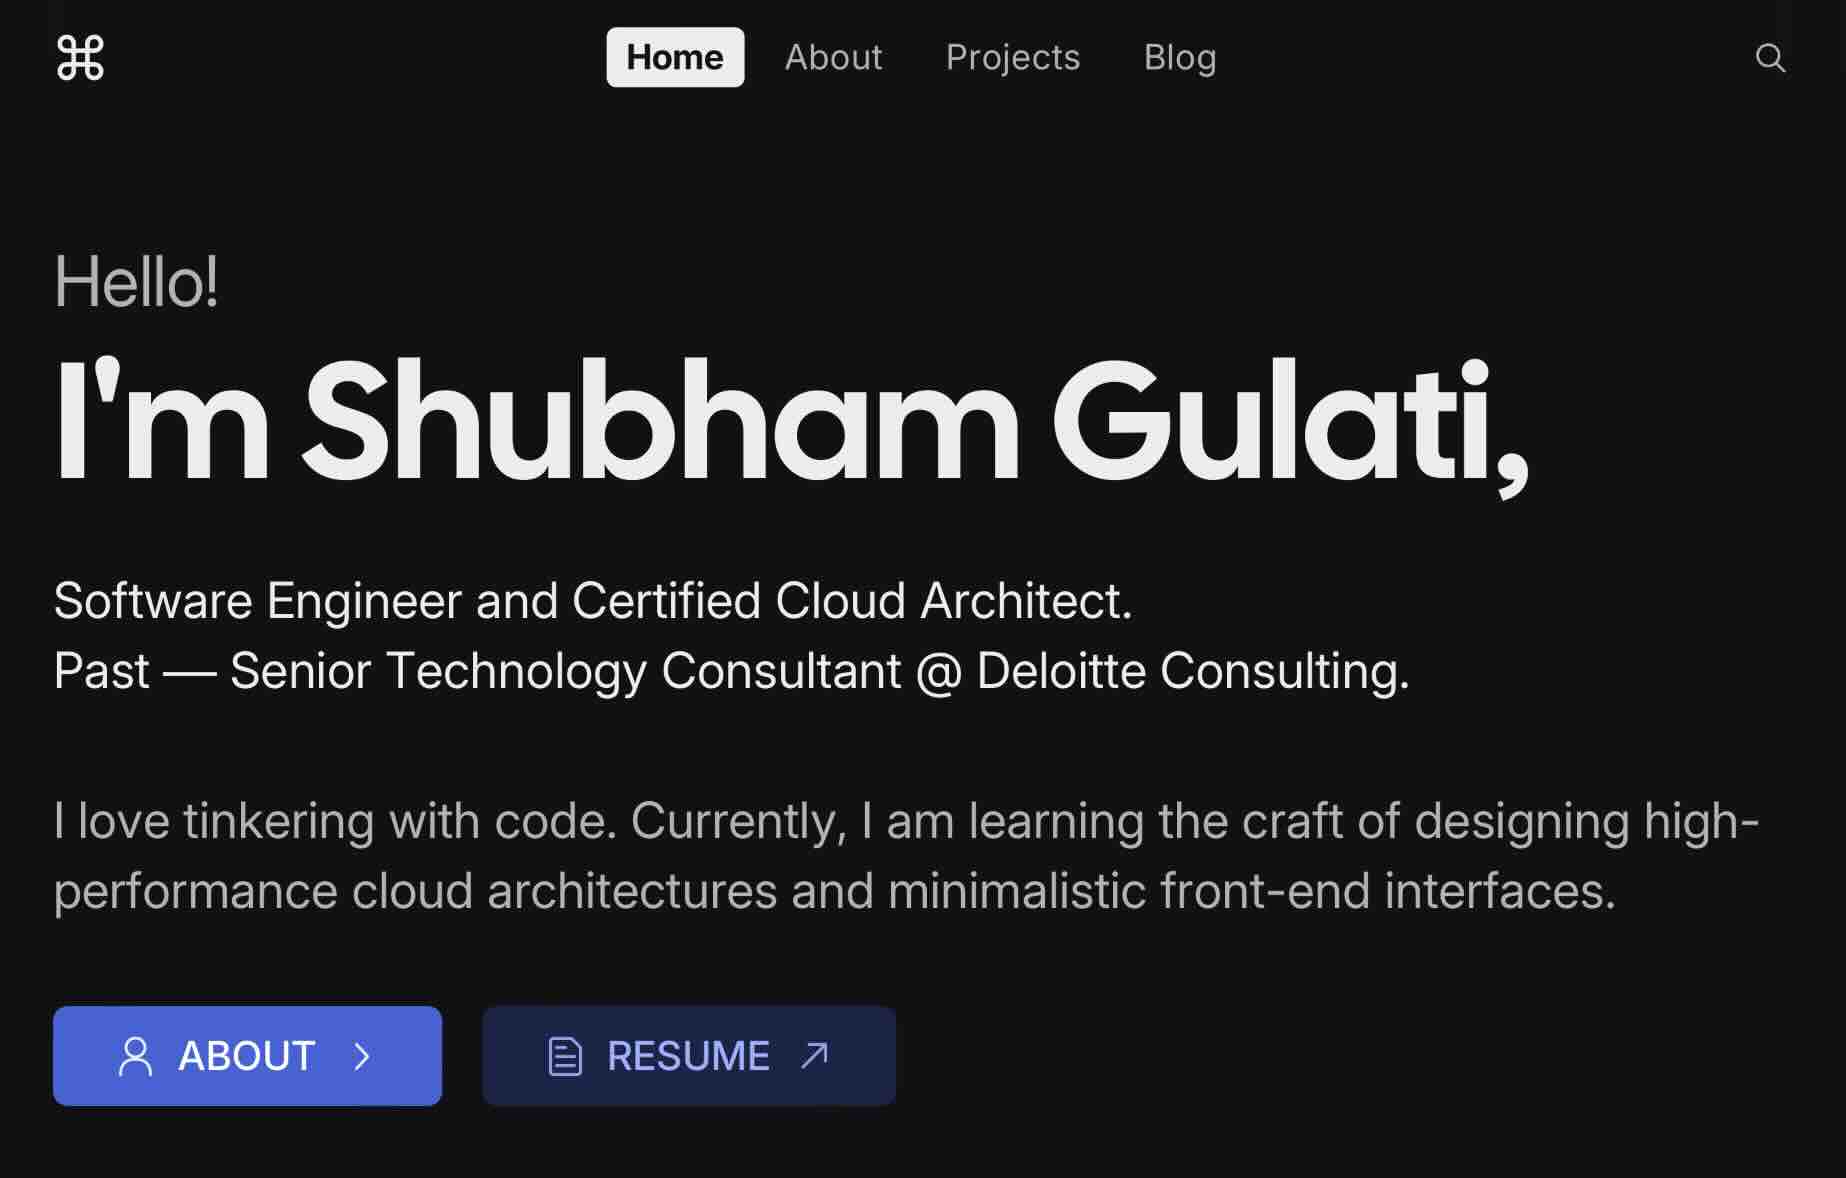 ⌘
Home About Projects Blog
Hello!
I'm Shubham Gulati,
Software Engineer and Certified Cloud Architect.
Past — Senior Technology Consultant @ Deloitte Consulting.
I love tinkering with code. Currently, I am learning the craft of designing high-
performance cloud architectures and minimalistic front-end interfaces.
ABOUT
RESUME